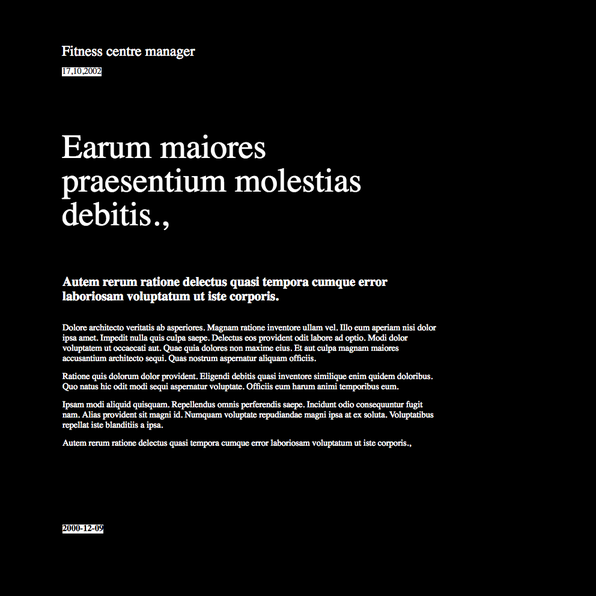 Fitness centre manager
17,10,2002
Earum maiores
praesentium molestias
debitis.,
Autem rerum ratione delectus quasi tempora cumque error
laboriosam voluptatum ut iste corporis.
Dolore architecto veritatis ab asperiores. Magnam ratione inventore ullam vel. Illo eum aperiam nisi dolor
ipsa amet. Impedit nulla quis culpa saepe. Delectus eos provident odit labore ad optio. Modi dolor
voluptatem ut occaecati aut. Quae quia dolores non maxime eius. Et aut culpa magnam maiores
accusantium architecto sequi. Quas nostrum aspernatur aliquam officiis.
Ratione quis dolorum dolor provident. Eligendi debitis quasi inventore similique enim quidem doloribus.
Quo natus hic odit modi sequi aspernatur voluptate. Officiis eum harum animi temporibus eum.
Ipsam modi aliquid quisquam. Repellendus omnis perferendis saepe. Incidunt odio consequuntur fugit
nam. Alias provident sit magni id. Numquam voluptate repudiandae magni ipsa at ex soluta. Voluptatibus
repellat iste blanditiis a ipsa.
Autem rerum ratione delectus quasi tempora cumque error laboriosam voluptatum ut iste corporis.,
2000-12-09